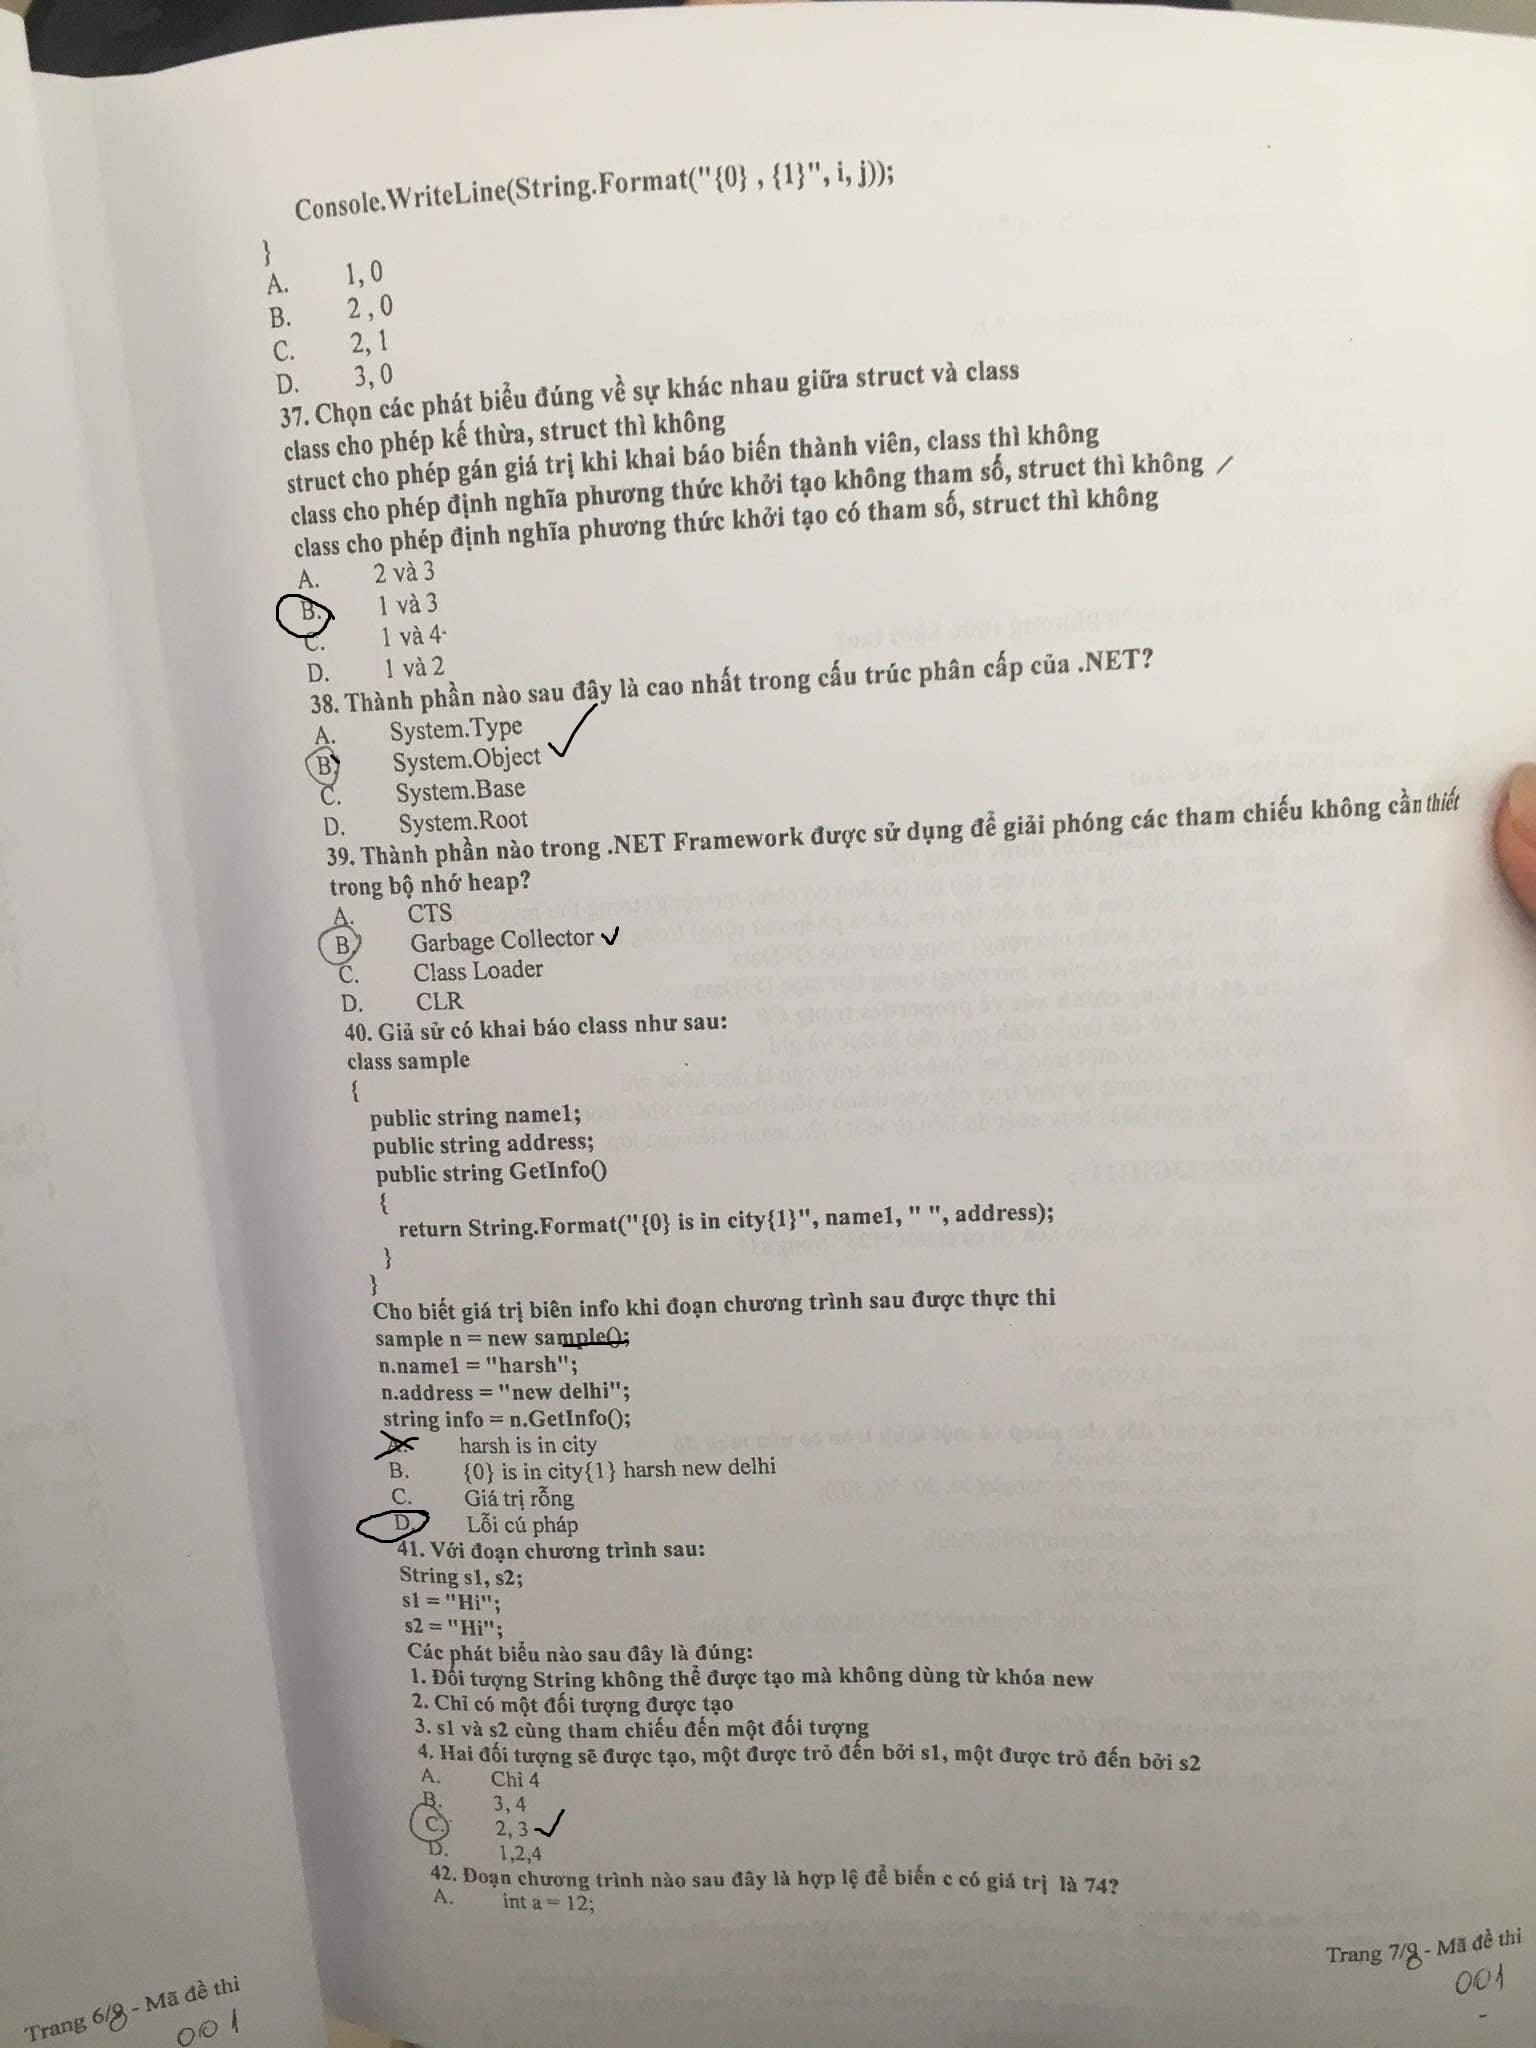 Console.WriteLine(String.Format("{0} , {1}", i, j));
}
A. 1, 0
B. 2 , 0
C. 2, 1
D. 3, 0
37. Chọn các phát biểu đúng về sự khác nhau giữa struct và class
class cho phép kế thừa, struct thì không
struct cho phép gán giá trị khi khai báo biến thành viên, class thì không
class cho phép định nghĩa phương thức khởi tạo không tham số, struct thì không
class cho phép định nghĩa phương thức khởi tạo có tham số, struct thì không
A. 2 và 3
B. 1 và 3
C. 1 và 4
D. 1 và 2
38. Thành phần nào sau đây là cao nhất trong cấu trúc phân cấp của .NET?
A. System.Type
B. System.Object
C. System.Base
D. System.Root
39. Thành phần nào trong .NET Framework được sử dụng để giải phóng các tham chiếu không cần thiết
trong bộ nhớ heap?
A. CTS
B. Garbage Collector
C. Class Loader
D. CLR
40. Giả sử có khai báo class như sau:
class sample
{
public string name1;
public string address;
public string GetInfo()
{
return String.Format("{0} is in city{1}", name1, " ", address);
}
}
Cho biết giá trị biên info khi đoạn chương trình sau được thực thi
sample n = new sample();
n.name1 = "harsh";
n.address = "new delhi";
string info = n.GetInfo();
A. harsh is in city
B. {0} is in city{1} harsh new delhi
C. Giá trị rỗng
D. Lỗi cú pháp
41. Với đoạn chương trình sau:
String s1, s2;
s1 = "Hi";
s2 = "Hi";
Các phát biểu nào sau đây là đúng:
1. Đối tượng String không thể được tạo mà không dùng từ khóa new
2. Chỉ có một đối tượng được tạo
3. s1 và s2 cùng tham chiếu đến một đối tượng
4. Hai đối tượng sẽ được tạo, một được trỏ đến bởi s1, một được trỏ đến bởi s2
A. Chỉ 4
B. 3, 4
C. 2, 3
D. 1,2,4
42. Đoạn chương trình nào sau đây là hợp lệ để biến c có giá trị là 74?
A. int a = 12;
Trang 7/8 - Mã đề thi
001
Trang 6/8 - Mã đề thi
001